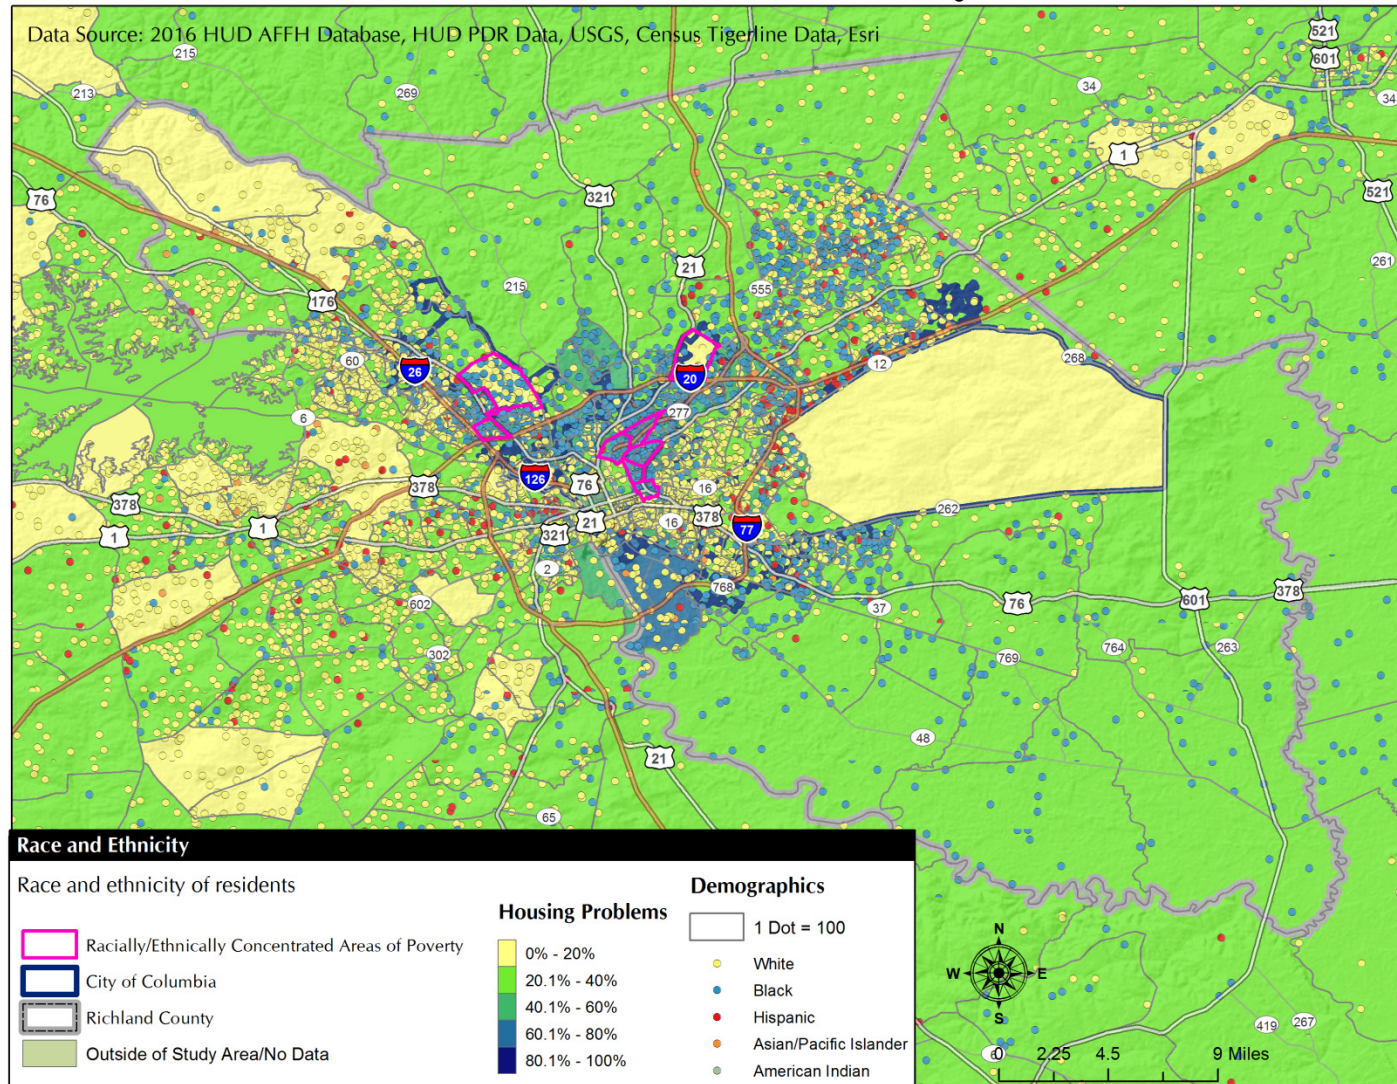 Data Source: 2016 HUD AFFH Database, HUD PDR Data, USGS, Census Tigerline Data, Esri
521
601
215
213
269
34
34
1
76
321
521
21
215
261
555
176
60
26
20
12
268
277
6
126
76
16
378
378
378
262
1
1
21
16
77
321
2
768
37
76
601
378
602
302
769
764
263
48
21
65
Race and Ethnicity
Race and ethnicity of residents
Racially/Ethnically Concentrated Areas of Poverty
City of Columbia
Richland County
Outside of Study Area/No Data
Housing Problems
0% - 20%
20.1% - 40%
40.1% - 60%
60.1% - 80%
80.1% - 100%
Demographics
1 Dot = 100
White
Black
Hispanic
Asian/Pacific Islander
American Indian
N
W E
S
419
267
0 2.25 4.5 9 Miles